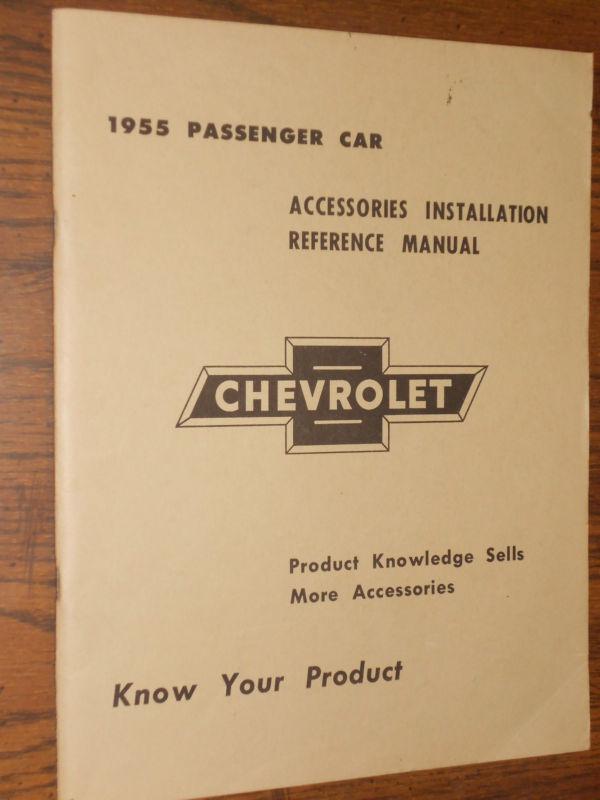 1955 PASSENGER CAR
ACCESSORIES INSTALLATION
REFERENCE MANUAL
CHEVROLET
Product Knowledge Sells
More Accessories
Know Your Product